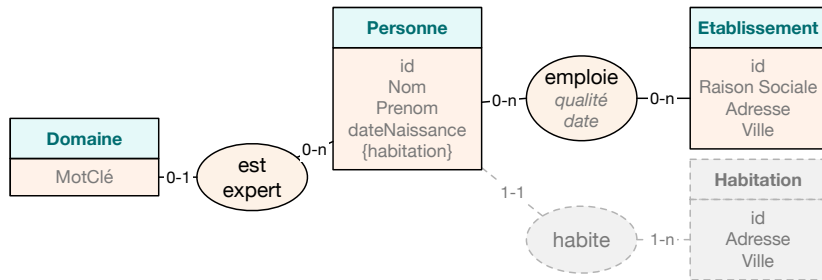 Personne
id
Nom
Prenom
dateNaissance
{habitation}
emploie
qualité
date
0-n
0-n
Etablissement
id
Raison Sociale
Adresse
Ville
Domaine
MotClé
0-1
est
expert
0-n
1-1
habite
1-n
Habitation
id
Adresse
Ville